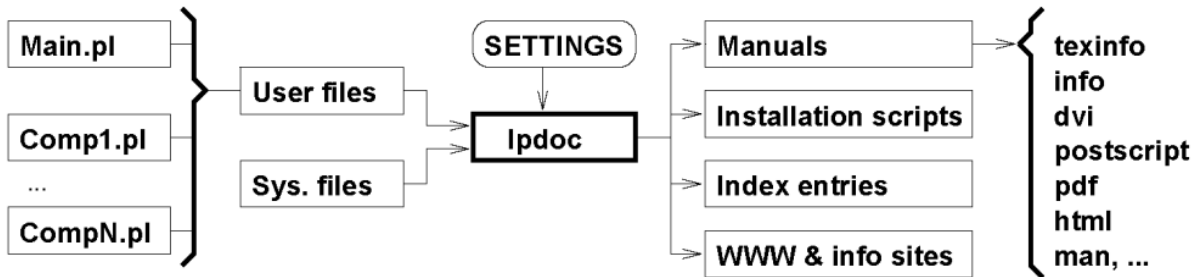 Main.pl
Comp1.pl
...
CompN.pl
User files
Sys. files
SETTINGS
lpdoc
Manuals
Installation scripts
Index entries
WWW & info sites
texinfo
info
dvi
postscript
pdf
html
man, ...